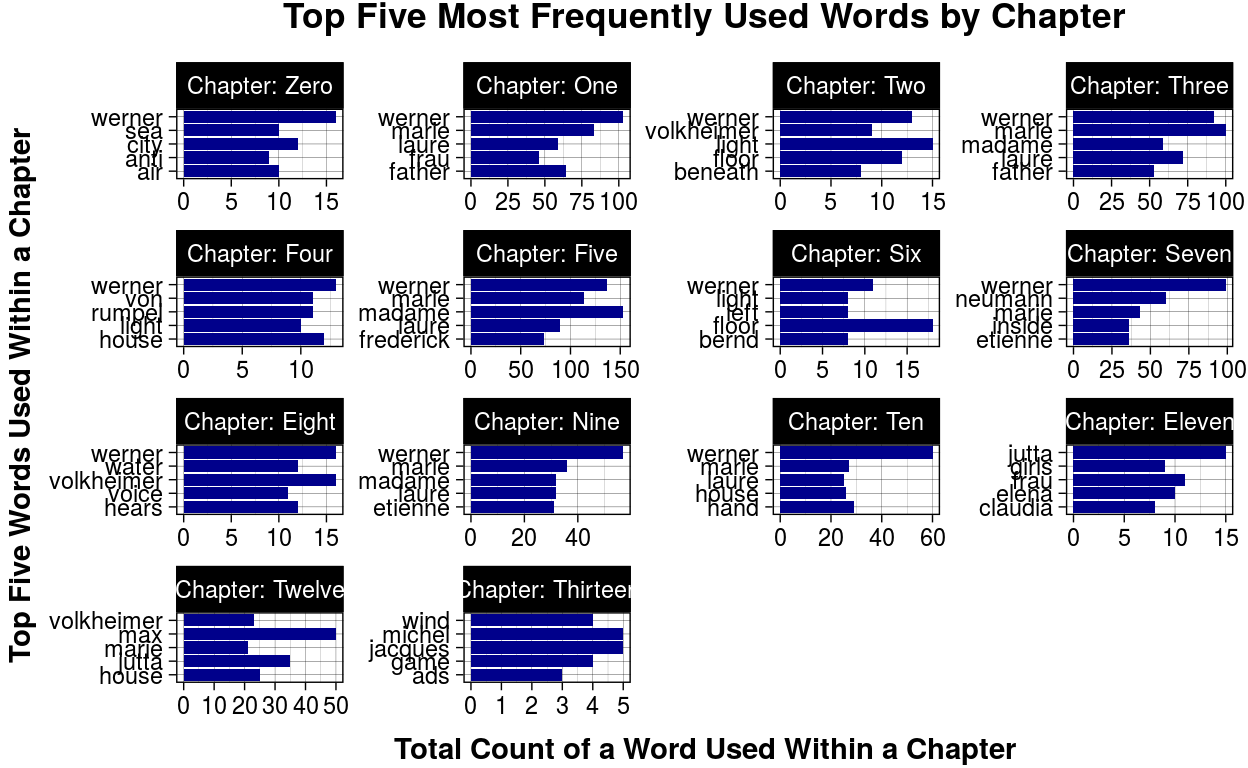 Top Five Most Frequently Used Words by Chapter
Top Five Words Used Within a Chapter
Chapter: Zero
werner
sea
city
anti
air
0 5 10 15
Chapter: One
werner
marie
laure
frau
father
0 25 50 75 100
Chapter: Two
werner
volkheimer
light
floor
beneath
0 5 10 15
Chapter: Three
werner
marie
madame
laure
father
0 25 50 75 100
Chapter: Four
werner
von
rumpel
light
house
0 5 10
Chapter: Five
werner
marie
madame
laure
frederick
0 50 100 150
Chapter: Six
werner
light
left
floor
bernd
0 5 10 15
Chapter: Seven
werner
neumann
marie
inside
etienne
0 25 50 75 100
Chapter: Eight
werner
water
volkheimer
voice
hears
0 5 10 15
Chapter: Nine
werner
marie
madame
laure
etienne
0 20 40
Chapter: Ten
werner
marie
laure
house
hand
0 20 40 60
Chapter: Eleven
jutta
girls
frau
elena
claudia
0 5 10 15
Chapter: Twelve
volkheimer
max
marie
jutta
house
0 10 20 30 40 50
Chapter: Thirteen
wind
michel
jacques
game
ads
0 1 2 3 4 5
Total Count of a Word Used Within a Chapter